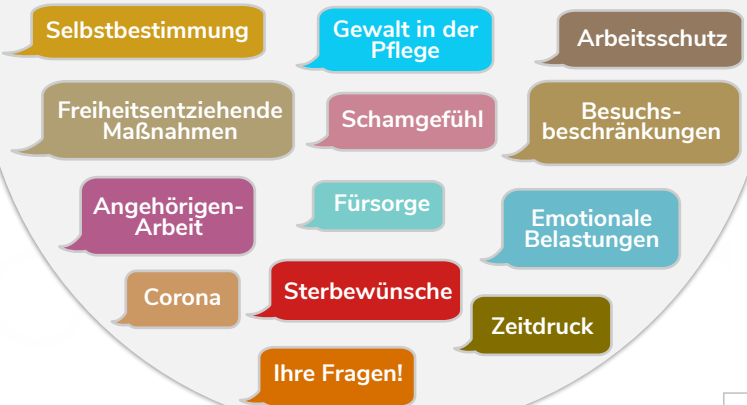 Selbstbestimmung
Gewalt in der
Pflege
Arbeitsschutz
Freiheitsentziehende
Maßnahmen
Schamgefühl
Besuchs-
beschränkungen
Angehörigen-
Arbeit
Fürsorge
Emotionale
Belastungen
Corona
Sterbewünsche
Zeitdruck
Ihre Fragen!